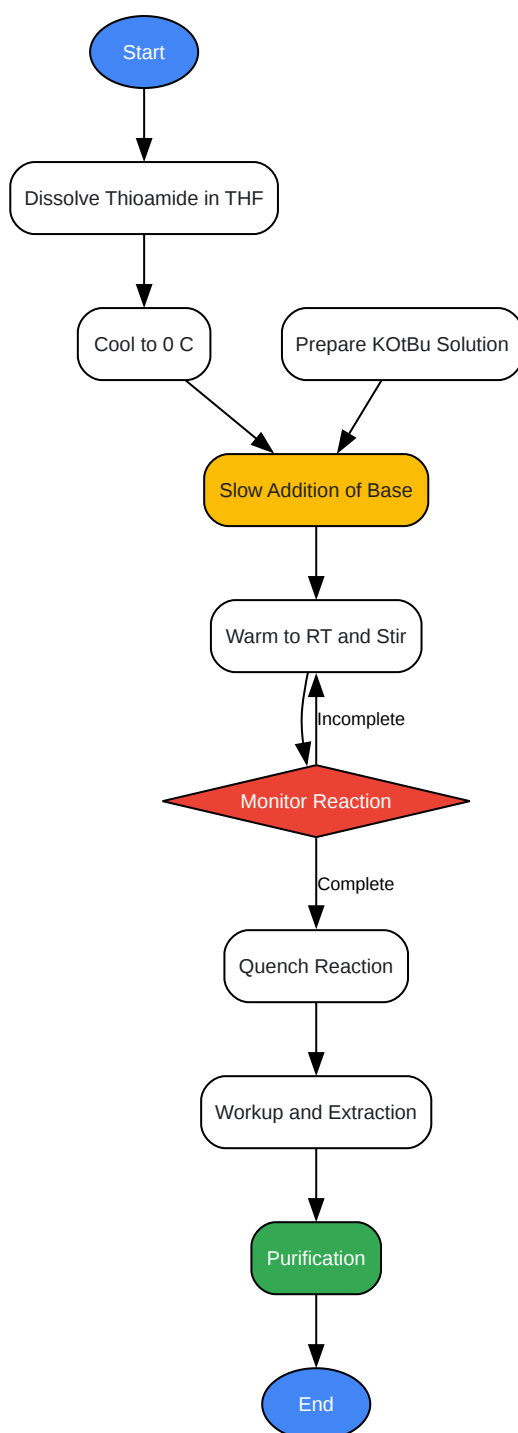 Start
Dissolve Thioamide in THF
Cool to 0 C
Prepare KOtBu Solution
Slow Addition of Base
Warm to RT and Stir
Incomplete
Monitor Reaction
Complete
Quench Reaction
Workup and Extraction
Purification
End